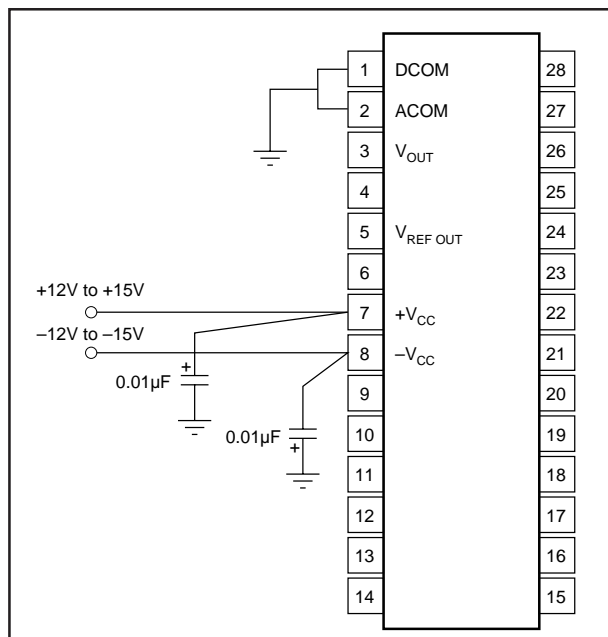 1 DCOM 28
2 ACOM 27
3 V_OUT 26
4 25
5 V_REF OUT 24
6 23
+12V to +15V
7 +V_CC 22
–12V to –15V
8 –V_CC 21
+
0.01µF
9 20
0.01µF
+
10 19
11 18
12 17
13 16
14 15